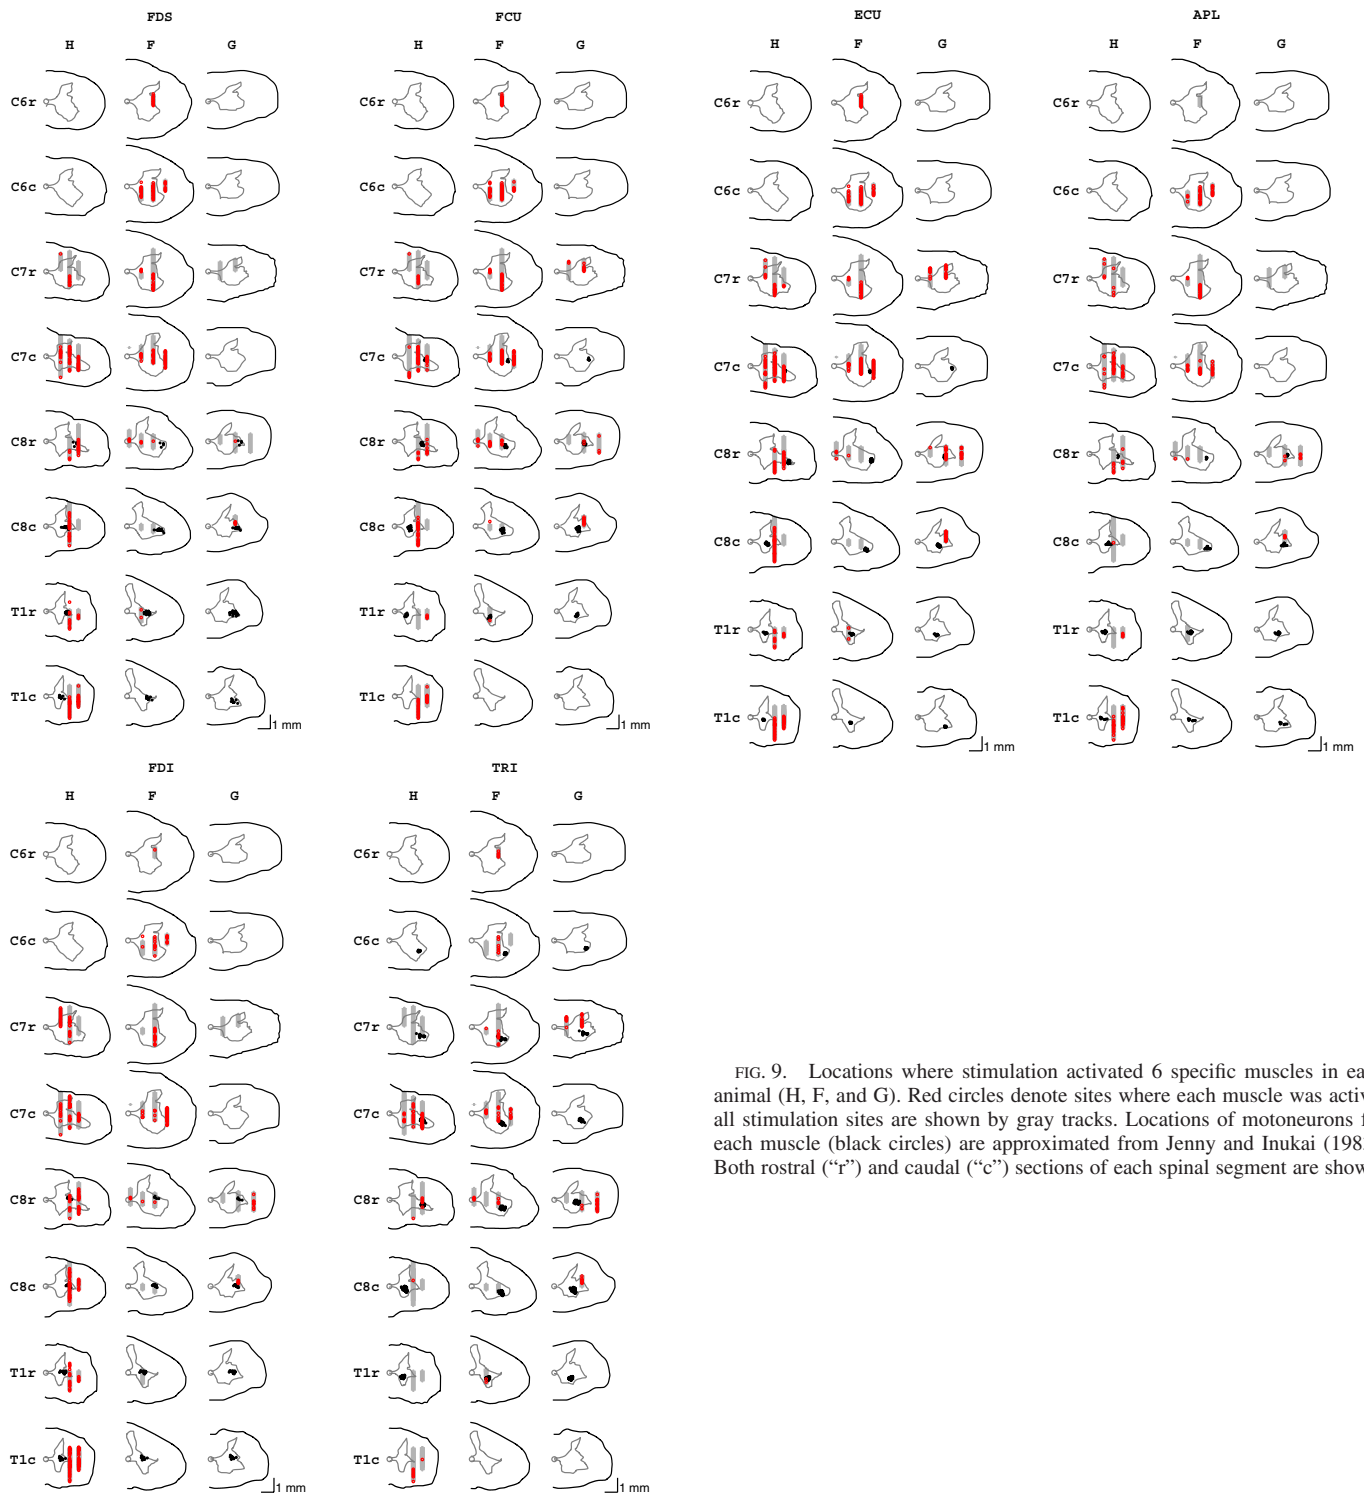 FDS
H F G
C6r
C6c
C7r
C7c
C8r
C8c
T1r
T1c
1 mm
FCU
H F G
C6r
C6c
C7r
C7c
C8r
C8c
T1r
T1c
1 mm
ECU
H F G
C6r
C6c
C7r
C7c
C8r
C8c
T1r
T1c
1 mm
APL
H F G
C6r
C6c
C7r
C7c
C8r
C8c
T1r
T1c
1 mm
FDI
H F G
C6r
C6c
C7r
C7c
C8r
C8c
T1r
T1c
1 mm
TRI
H F G
C6r
C6c
C7r
C7c
C8r
C8c
T1r
T1c
1 mm
FIG. 9. Locations where stimulation activated 6 specific muscles in ea
animal (H, F, and G). Red circles denote sites where each muscle was activ
all stimulation sites are shown by gray tracks. Locations of motoneurons f
each muscle (black circles) are approximated from Jenny and Inukai (198
Both rostral (“r”) and caudal (“c”) sections of each spinal segment are show